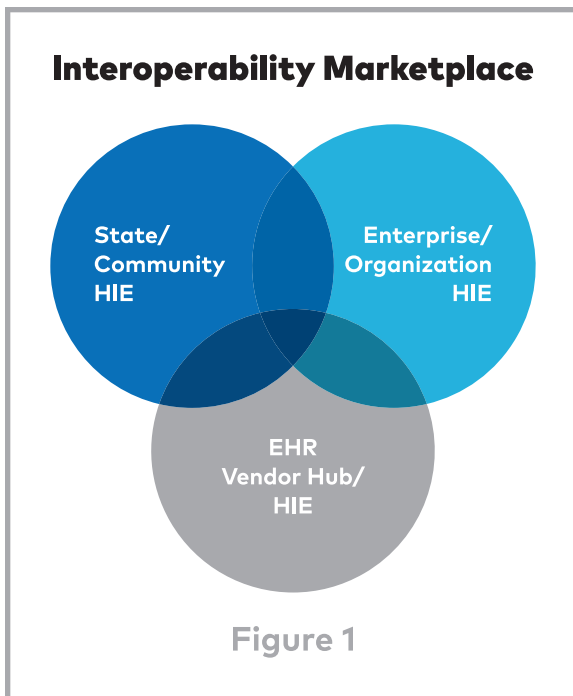 Interoperability Marketplace
State/
Community
HIE
Enterprise/
Organization
HIE
EHR
Vendor Hub/
HIE
Figure 1